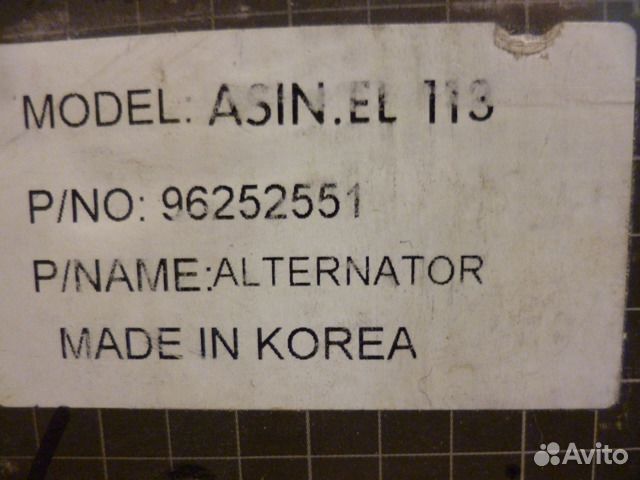 MODEL: ASIN.EL 113
P/NO: 96252551
P/NAME:ALTERNATOR
MADE IN KOREA
Avito